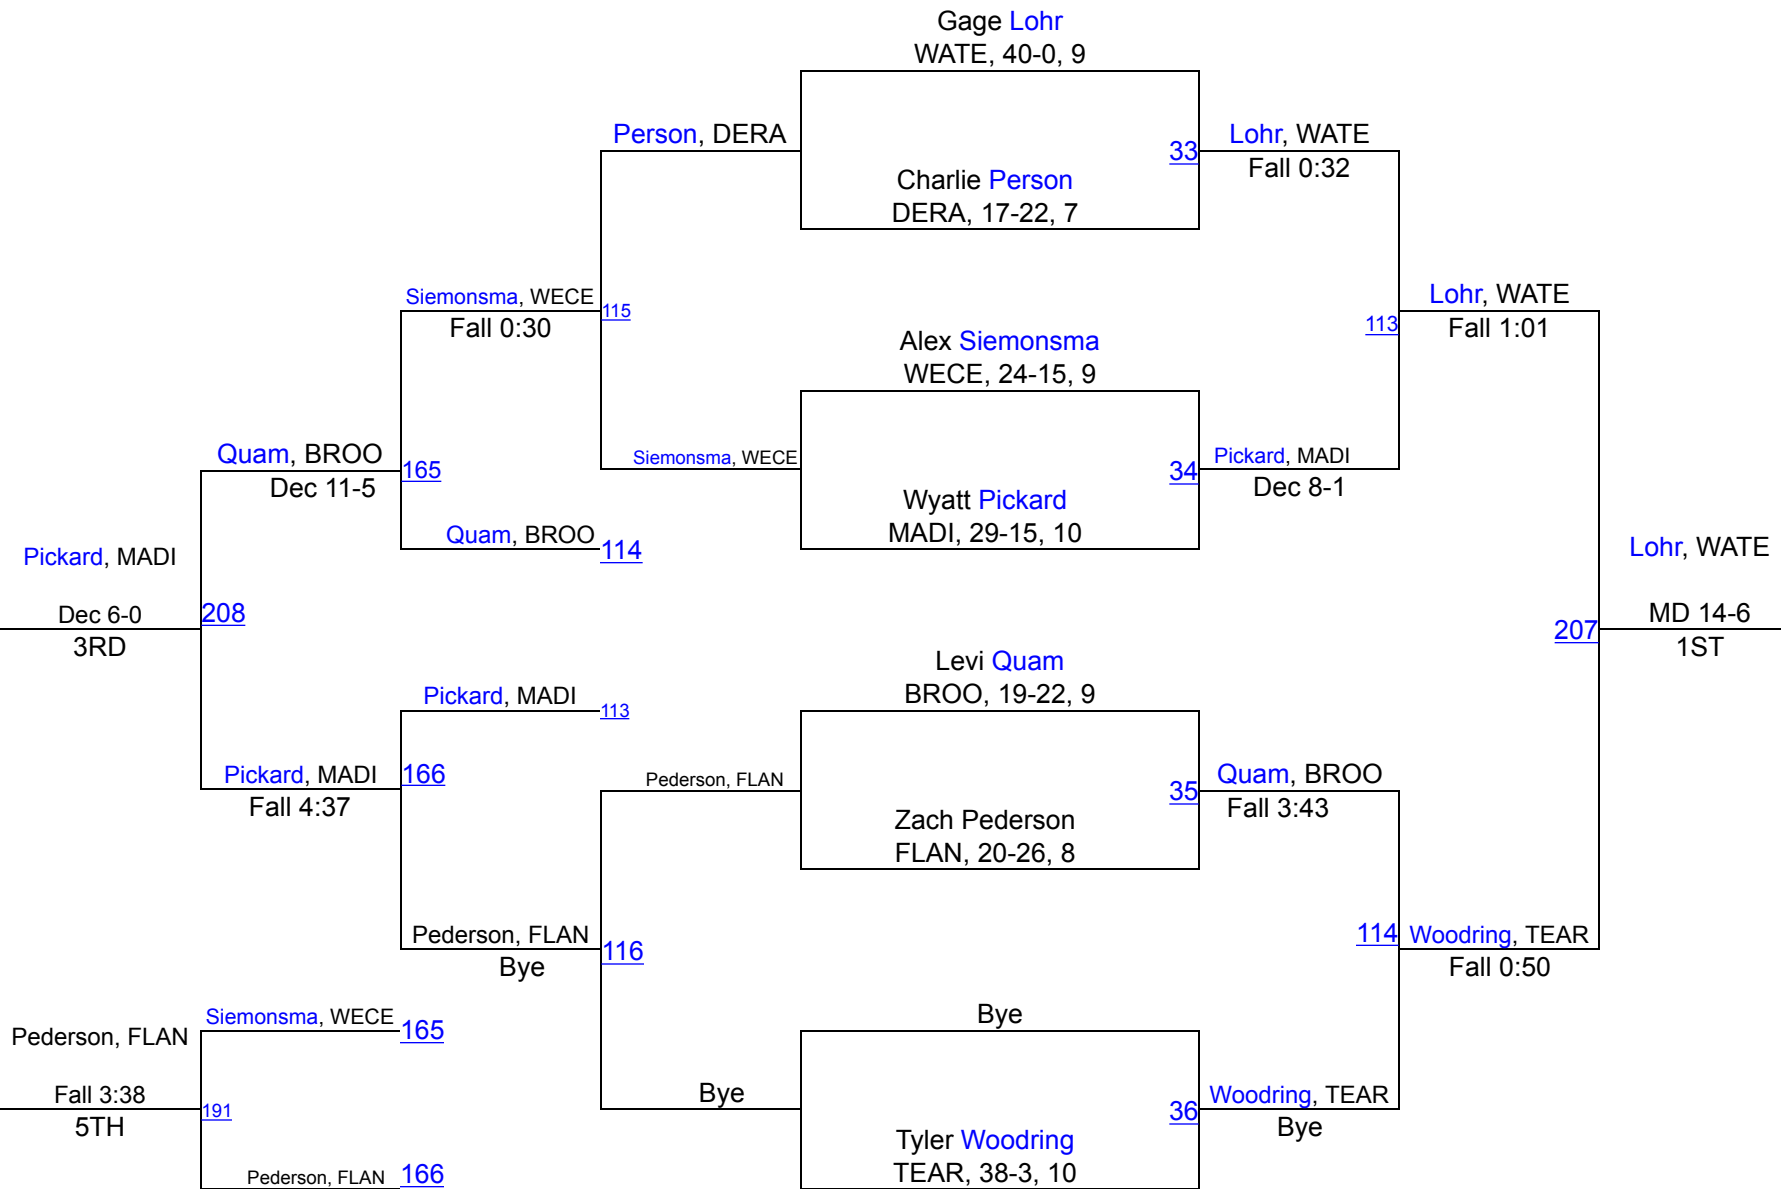 Gage Lohr
WATE, 40-0, 9
Person, DERA
33
Lohr, WATE
Fall 0:32
Charlie Person
DERA, 17-22, 7
Siemonsma, WECE
Fall 0:30
115
Lohr, WATE
Fall 1:01
113
Alex Siemonsma
WECE, 24-15, 9
Quam, BROO
Dec 11-5
165
Siemonsma, WECE
34
Pickard, MADI
Dec 8-1
Wyatt Pickard
MADI, 29-15, 10
Quam, BROO
114
Pickard, MADI
Dec 6-0
3RD
208
Lohr, WATE
MD 14-6
1ST
207
Levi Quam
BROO, 19-22, 9
Pickard, MADI
113
Pickard, MADI
Fall 4:37
166
Pederson, FLAN
35
Quam, BROO
Fall 3:43
Zach Pederson
FLAN, 20-26, 8
Pederson, FLAN
Bye
116
114
Woodring, TEAR
Fall 0:50
Siemonsma, WECE
165
Bye
Pederson, FLAN
Fall 3:38
5TH
191
Bye
36
Woodring, TEAR
Bye
Tyler Woodring
TEAR, 38-3, 10
Pederson, FLAN
166